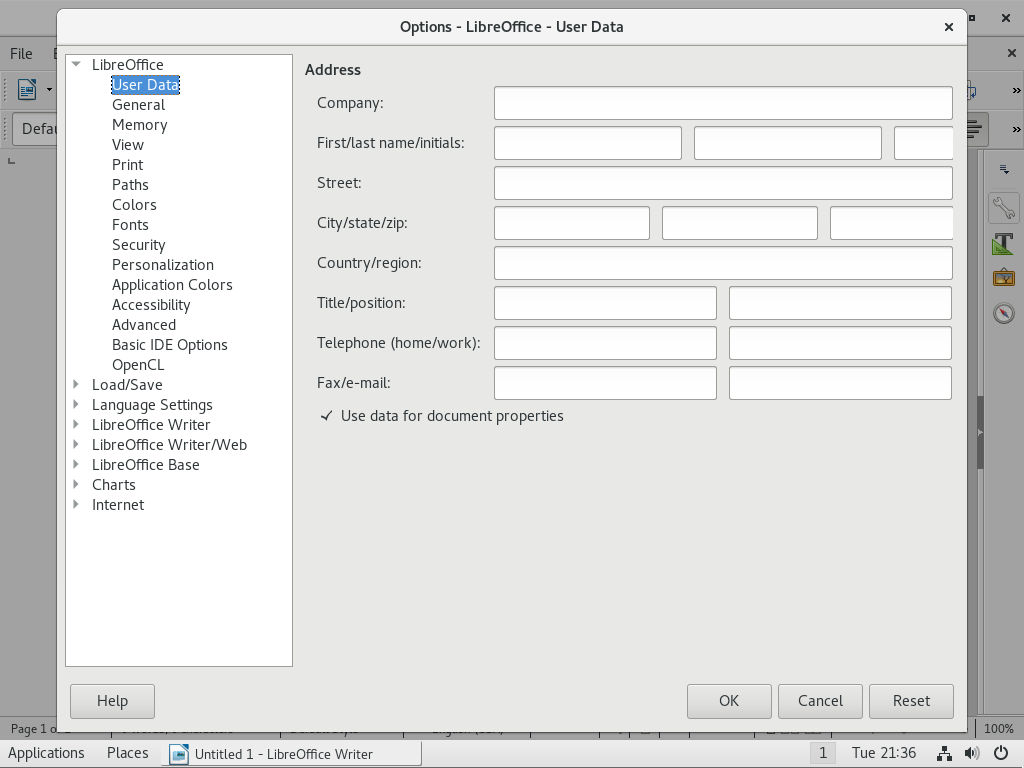 Options - LibreOffice - User Data
File
LibreOffice
User Data
General
Memory
View
Print
Paths
Colors
Fonts
Security
Personalization
Application Colors
Accessibility
Advanced
Basic IDE Options
OpenCL
Load/Save
Language Settings
LibreOffice Writer
LibreOffice Writer/Web
LibreOffice Base
Charts
Internet
Address
Company:
First/last name/initials:
Street:
City/state/zip:
Country/region:
Title/position:
Telephone (home/work):
Fax/e-mail:
Use data for document properties
Help
OK
Cancel
Reset
Page 1 of
100%
Applications
Places
Untitled 1 - LibreOffice Writer
1
Tue 21:36